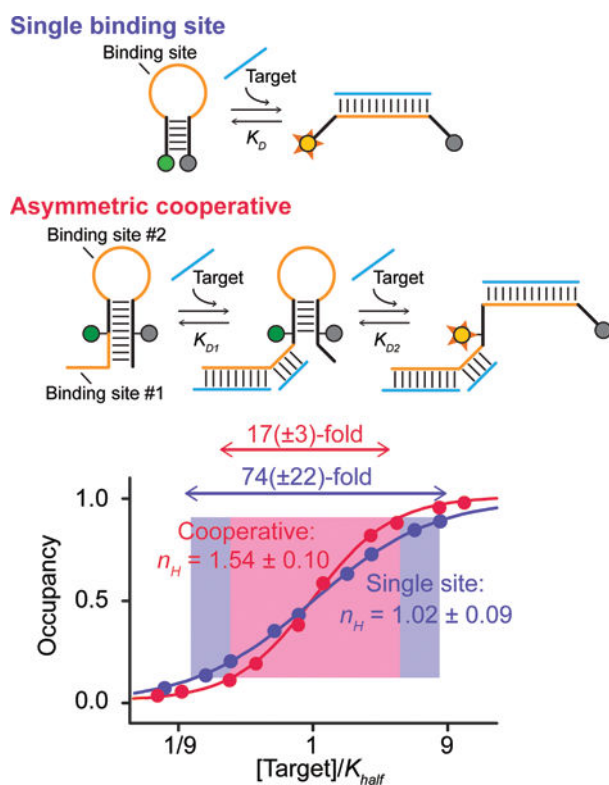 Single binding site
Binding site
Target
K_D
Asymmetric cooperative
Binding site #2
Target
Target
K_D1
K_D2
Binding site #1
17(±3)-fold
74(±22)-fold
1.0
Cooperative:
n_H = 1.54 ± 0.10
Occupancy
0.5
Single site:
n_H = 1.02 ± 0.09
0.0
1/9
1
9
[Target]/K_half